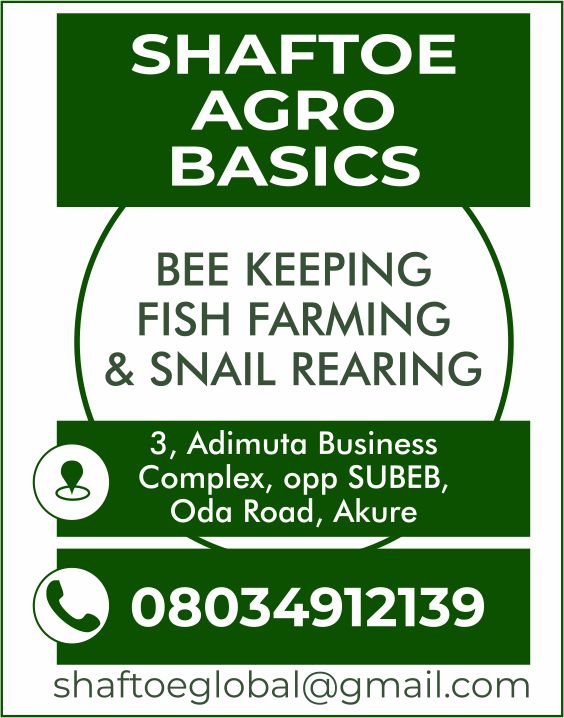 SHAFTOE
AGRO
BASICS
BEE KEEPING
FISH FARMING
& SNAIL REARING
3, Adimuta Business
Complex, opp SUBEB,
Oda Road, Akure
08034912139
shaftoeglobal@gmail.com